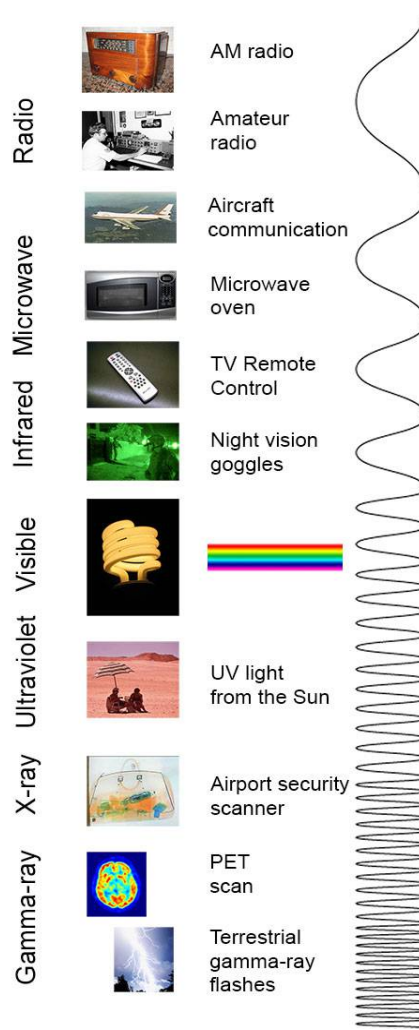 Radio
AM radio
Amateur
radio
Microwave
Aircraft
communication
Microwave
oven
Infrared
TV Remote
Control
Night vision
goggles
Visible
Ultraviolet
UV light
from the Sun
X-ray
Airport security
scanner
Gamma-ray
PET
scan
Terrestrial
gamma-ray
flashes